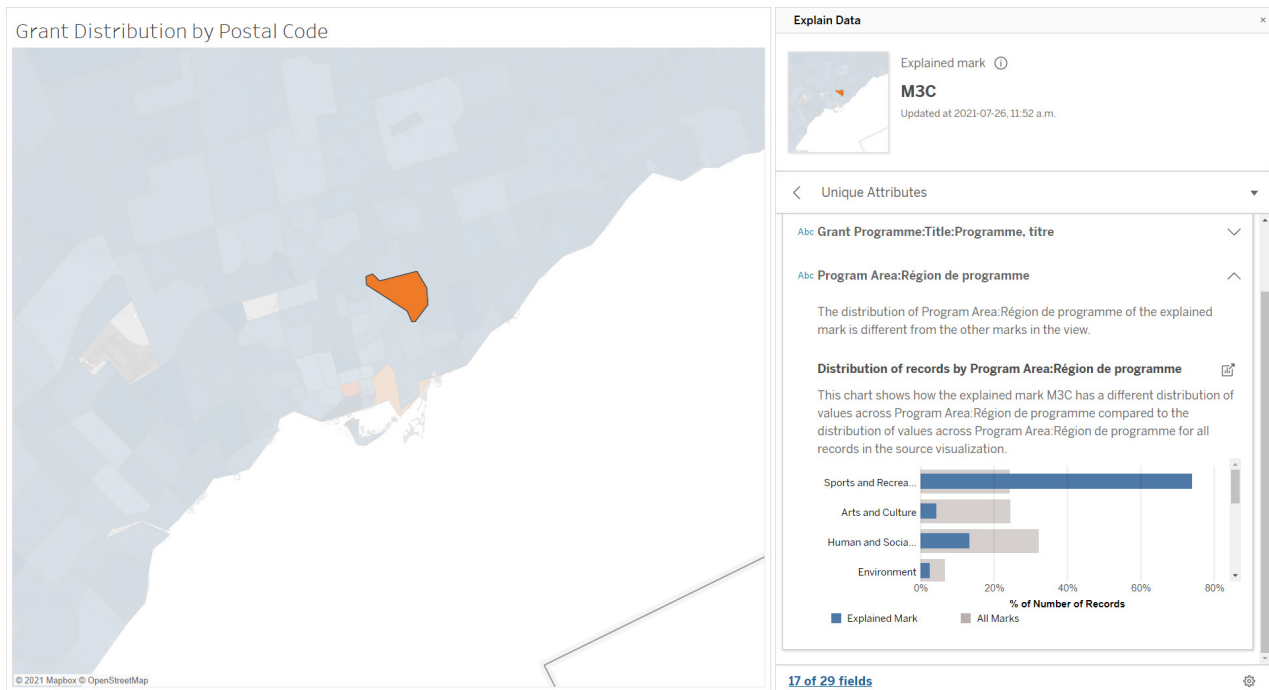 Grant Distribution by Postal Code
© 2021 Mapbox © OpenStreetMap
Explain Data
×
Explained mark
M3C
Updated at 2021-07-26, 11:52 a.m.
Unique Attributes
Abc Grant Programme:Title:Programme, titre
Abc Program Area:Région de programme
The distribution of Program Area:Région de programme of the explained
mark is different from the other marks in the view.
Distribution of records by Program Area:Région de programme
This chart shows how the explained mark M3C has a different distribution of
values across Program Area:Région de programme compared to the
distribution of values across Program Area:Région de programme for all
records in the source visualization.
Sports and Recrea...
Arts and Culture
Human and Socia...
Environment
0% 20% 40% 60% 80%
% of Number of Records
Explained Mark All Marks
17 of 29 fields